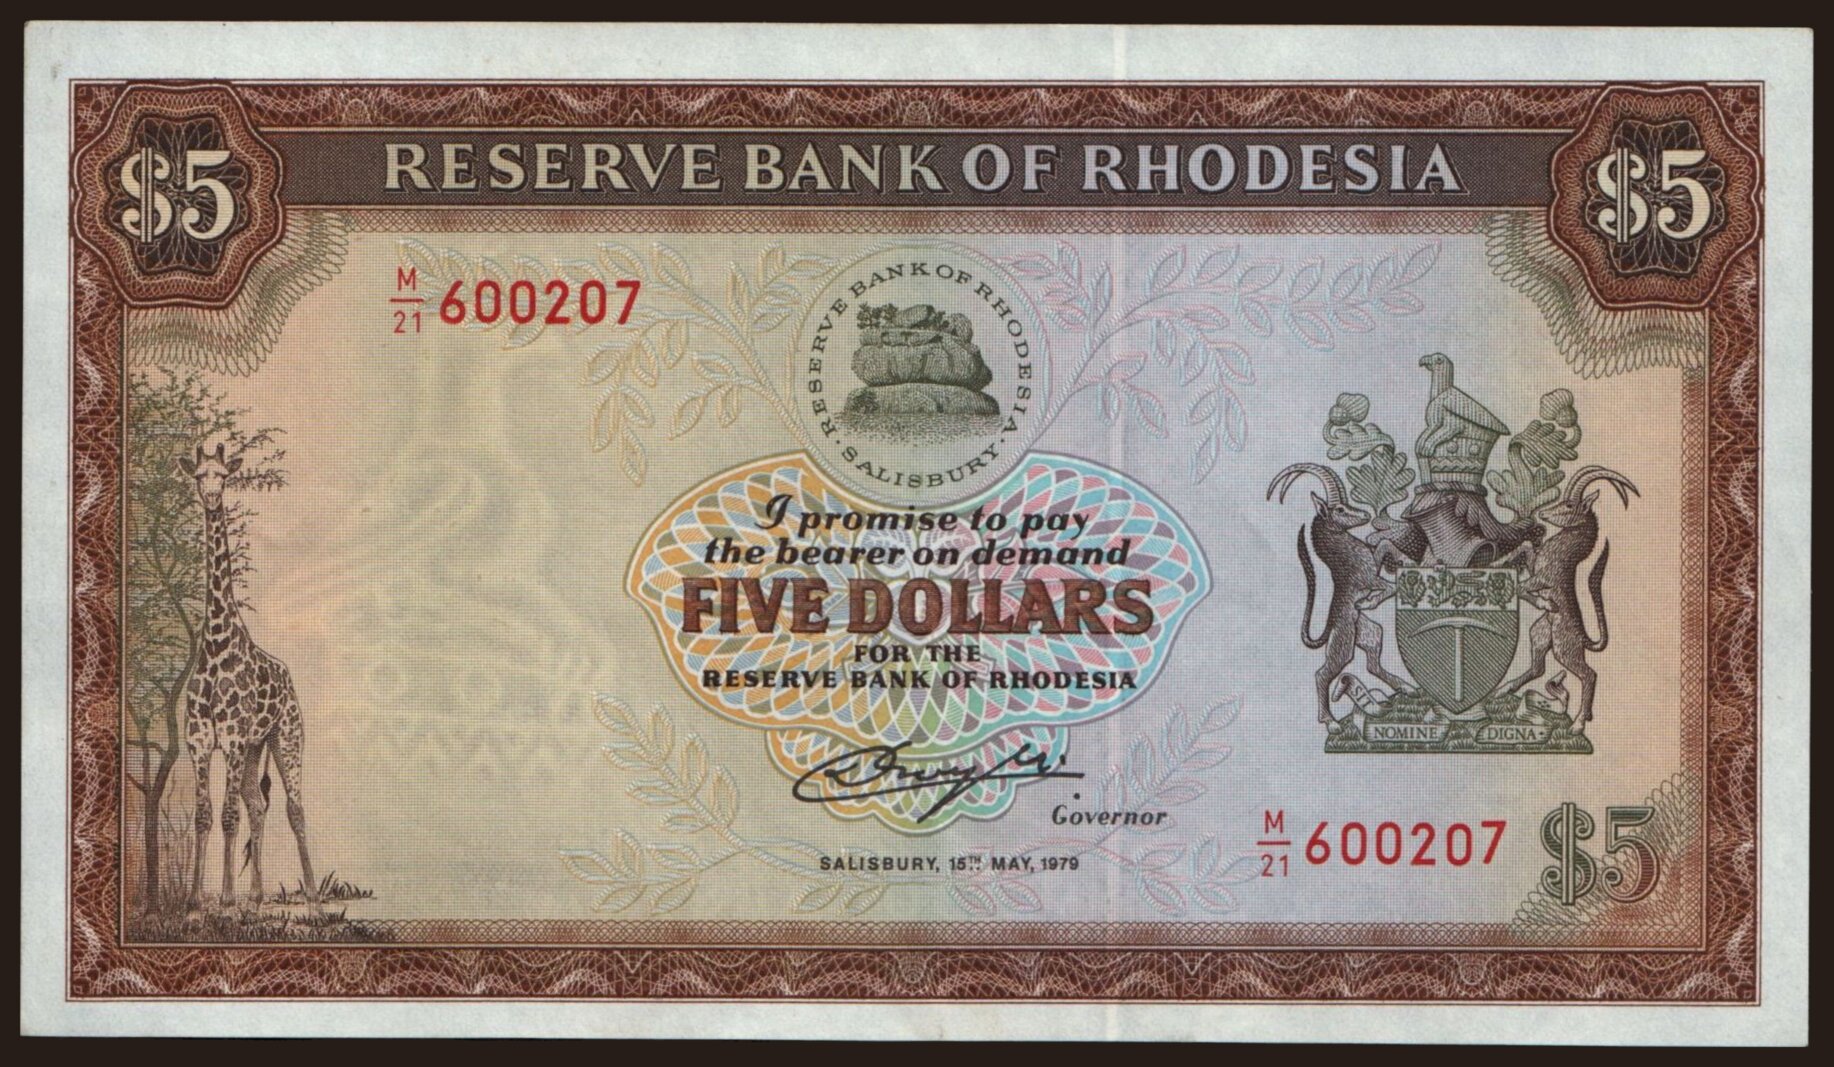 $5
RESERVE BANK OF RHODESIA
$5
M/21 600207
RESERVE BANK OF RHODESIA
· SALISBURY ·
I promise to pay
the bearer on demand
FIVE DOLLARS
FOR THE
RESERVE BANK OF RHODESIA
SIT
NOMINE DIGNA
Governor
SALISBURY, 15TH MAY, 1979
M/21 600207
$5